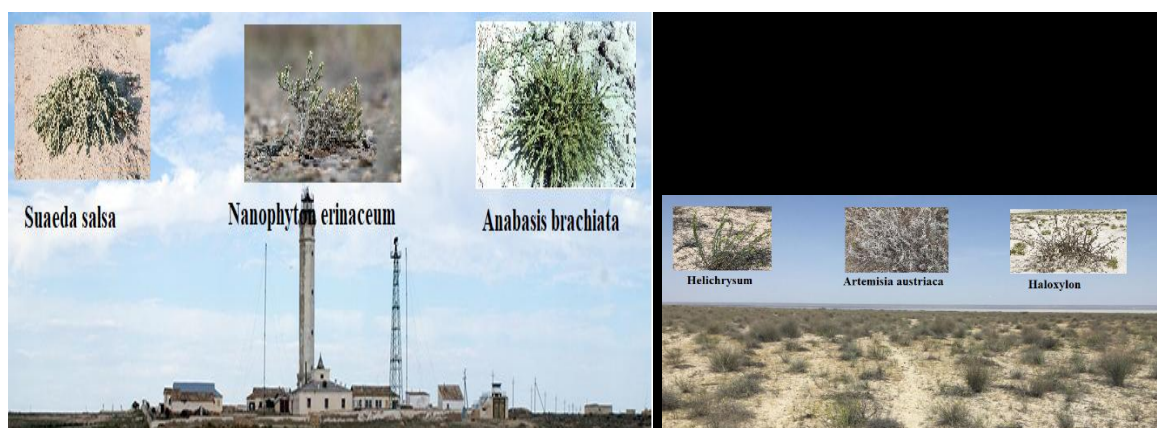 Suaeda salsa
Nanophyton erinaceum
Anabasis brachiata
Helichrysum
Artemisia austriaca
Haloxylon